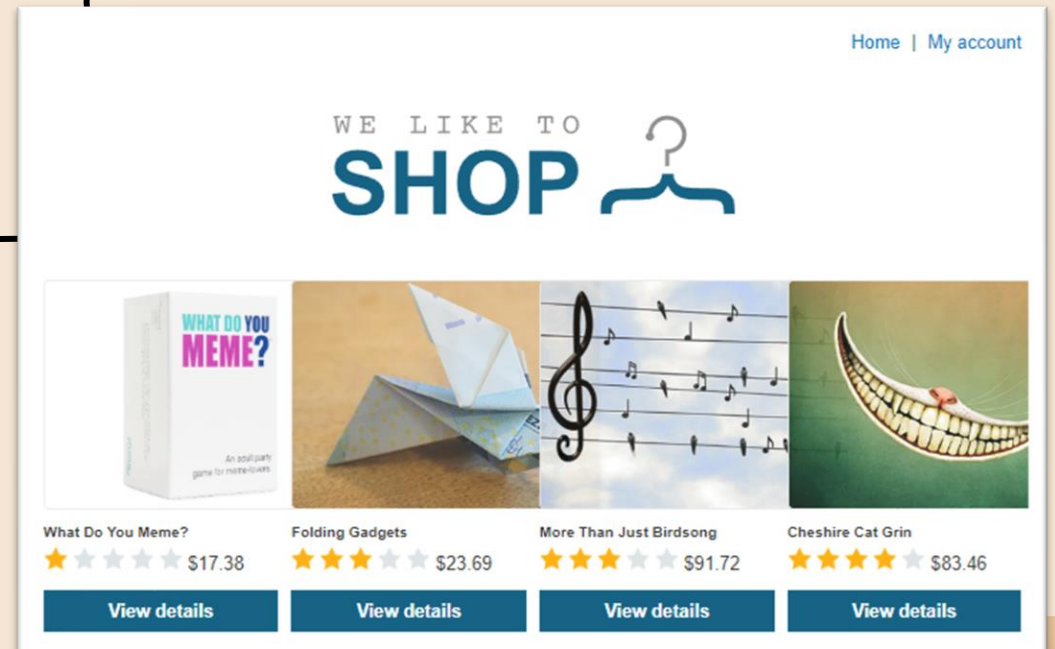 Home | My account
WE LIKE TO
SHOP
WHAT DO YOU
MEME?
An adult party
game for meme-lovers.
What Do You Meme?
$17.38
View details
Folding Gadgets
$23.69
View details
More Than Just Birdsong
$91.72
View details
Cheshire Cat Grin
$83.46
View details